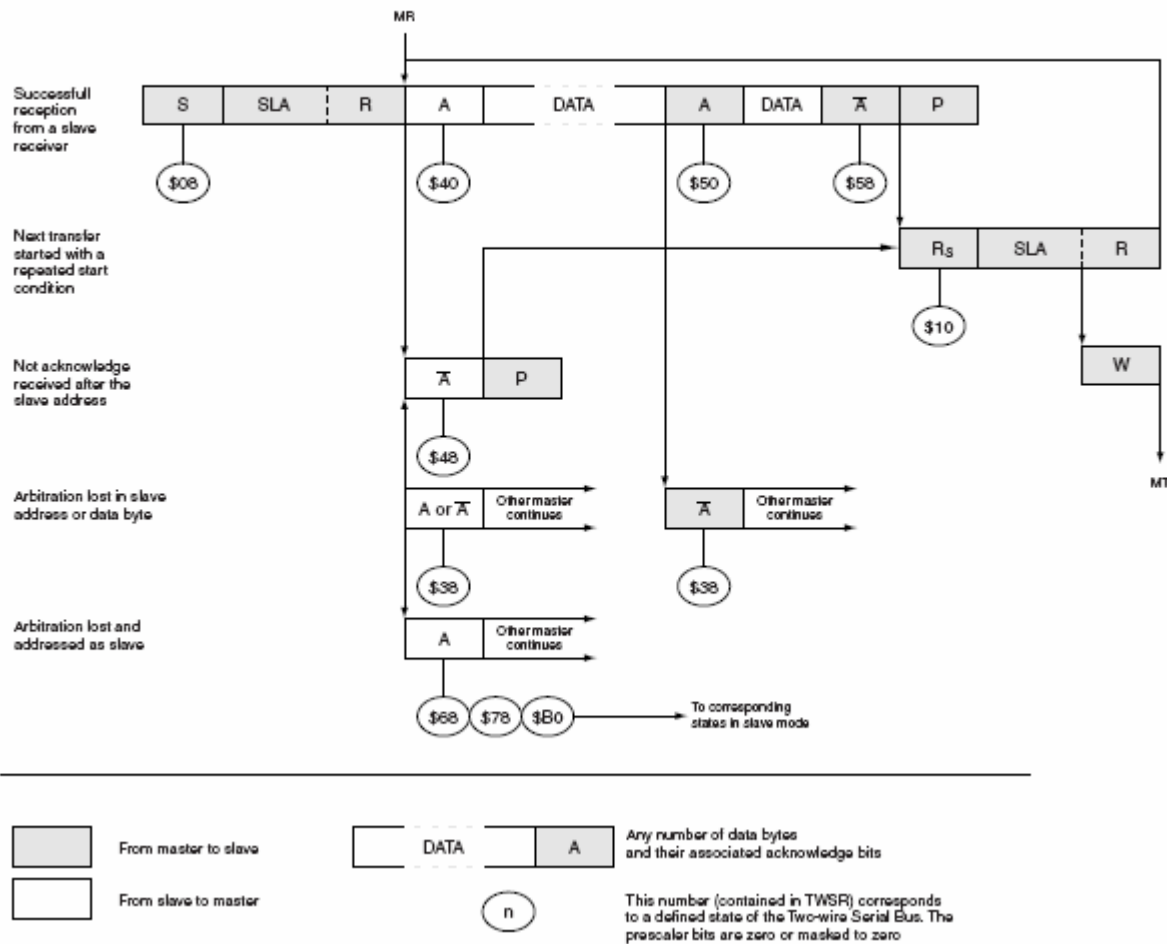 MR
Successfull
reception
from a slave
receiver
S SLA R A DATA A DATA A̅ P
$08 $40 $50 $58
Next transfer
started with a
repeated start
condition
Rs SLA R
$10
Not acknowledge
received after the
slave address
A̅ P
W
$48
MT
Arbitration lost in slave
address or data byte
A or A̅ Other master
continues
A̅ Other master
continues
$38 $38
Arbitration lost and
addressed as slave
A Other master
continues
$68 $78 $B0
To corresponding
states in slave mode
From master to slave
DATA A
Any number of data bytes
and their associated acknowledge bits
From slave to master
n
This number (contained in TWSR) corresponds
to a defined state of the Two-wire Serial Bus. The
prescaler bits are zero or masked to zero